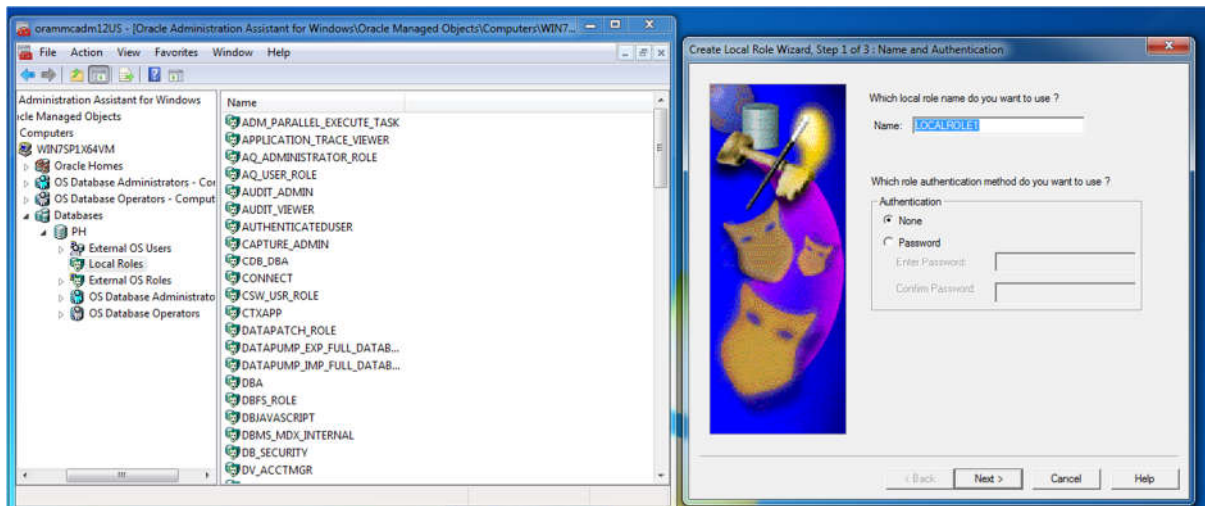 orammcadm12US - [Oracle Administration Assistant for Windows\Oracle Managed Objects\Computers\WIN7...
File Action View Favorites Window Help
Administration Assistant for Windows
icle Managed Objects
Computers
WIN7SP1X64VM
Oracle Homes
OS Database Administrators - Cor
OS Database Operators - Comput
Databases
PH
External OS Users
Local Roles
External OS Roles
OS Database Administrato
OS Database Operators
Name
ADM_PARALLEL_EXECUTE_TASK
APPLICATION_TRACE_VIEWER
AQ_ADMINISTRATOR_ROLE
AQ_USER_ROLE
AUDIT_ADMIN
AUDIT_VIEWER
AUTHENTICATEDUSER
CAPTURE_ADMIN
CDB_DBA
CONNECT
CSW_USR_ROLE
CTXAPP
DATAPATCH_ROLE
DATAPUMP_EXP_FULL_DATAB...
DATAPUMP_IMP_FULL_DATAB...
DBA
DBFS_ROLE
DBJAVASCRIPT
DBMS_MDX_INTERNAL
DB_SECURITY
DV_ACCTMGR
Create Local Role Wizard, Step 1 of 3 : Name and Authentication
Which local role name do you want to use ?
Name: LOCALROLE1
Which role authentication method do you want to use ?
Authentication
None
Password
Enter Password:
Confirm Password:
< Back Next > Cancel Help